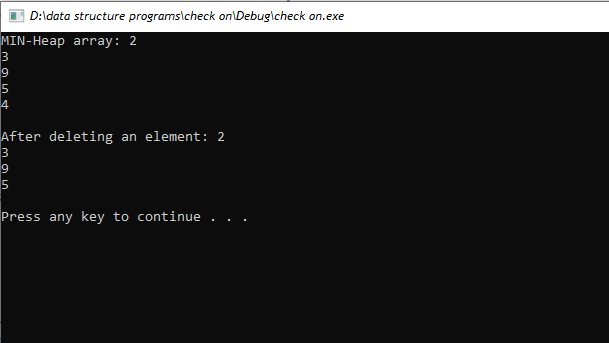 D:\data structure programs\check on\Debug\check on.exe
MIN-Heap array: 2
3
9
5
4
After deleting an element: 2
3
9
5
Press any key to continue . . .